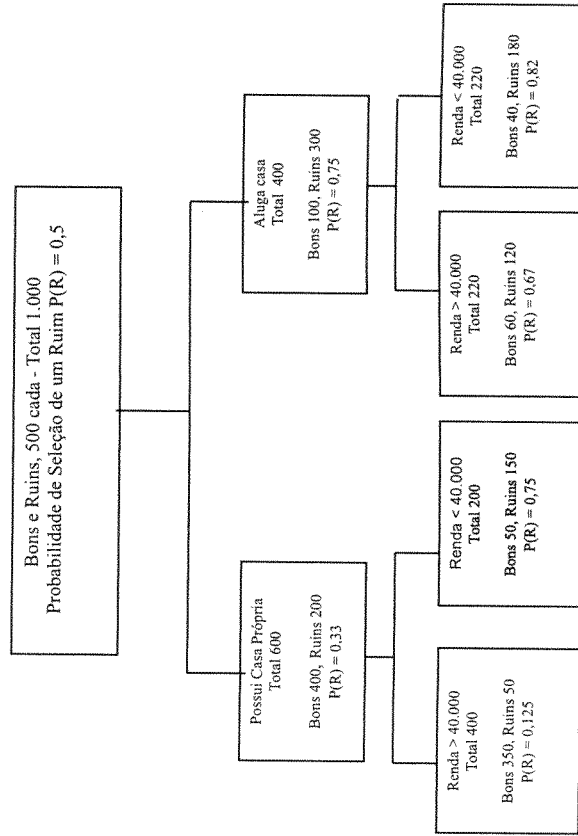 Bons e Ruins, 500 cada - Total 1.000
Probabilidade de Seleção de um Ruim P(R) = 0,5
Possui Casa Própria
Total 600
Bons 400, Ruins 200
P(R) = 0,33
Aluga casa
Total 400
Bons 100, Ruins 300
P(R) = 0,75
Renda > 40.000
Total 400
Bons 350, Ruins 50
P(R) = 0,125
Renda < 40.000
Total 200
Bons 50, Ruins 150
P(R) = 0,75
Renda > 40.000
Total 220
Bons 60, Ruins 120
P(R) = 0,67
Renda < 40.000
Total 220
Bons 40, Ruins 180
P(R) = 0,82